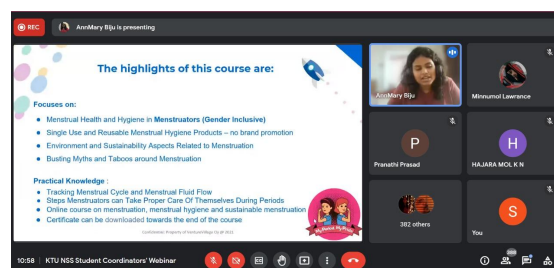 REC
AnnMary Biju is presenting
The highlights of this course are:
Focuses on:
Menstrual Health and Hygiene in Menstruators (Gender Inclusive)
Single Use and Reusable Menstrual Hygiene Products – no brand promotion
Environment and Sustainability Aspects Related to Menstruation
Busting Myths and Taboos around Menstruation
Practical Knowledge :
Tracking Menstrual Cycle and Menstrual Fluid Flow
Steps Menstruators can Take Proper Care Of Themselves During Periods
Online course on menstruation, menstrual hygiene and sustainable menstruation
Certificate can be downloaded towards the end of the course
AnnMary Biju
Minnumol Lawrance
P
Pranathi Prasad
H
HAJARA MOL K N
382 others
S
You
10:58 | KTU NSS Student Coordinators' Webinar